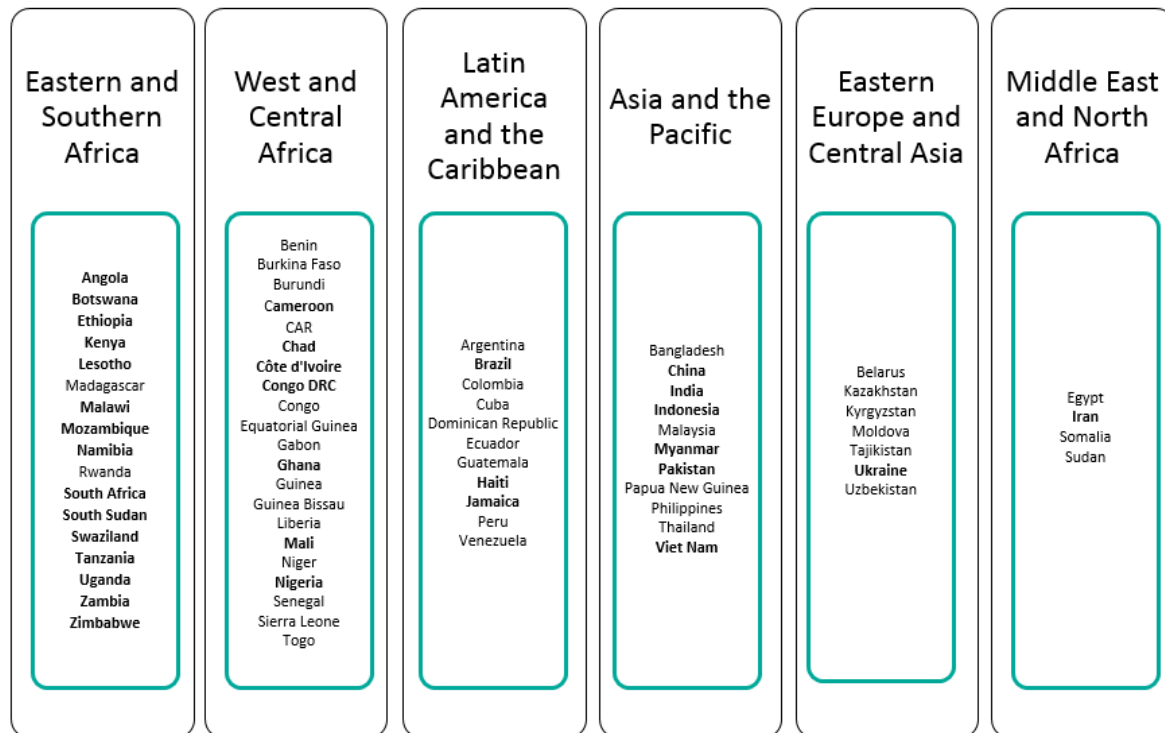 Eastern and
Southern
Africa
Angola
Botswana
Ethiopia
Kenya
Lesotho
Madagascar
Malawi
Mozambique
Namibia
Rwanda
South Africa
South Sudan
Swaziland
Tanzania
Uganda
Zambia
Zimbabwe
West and
Central
Africa
Benin
Burkina Faso
Burundi
Cameroon
CAR
Chad
Côte d'Ivoire
Congo DRC
Congo
Equatorial Guinea
Gabon
Ghana
Guinea
Guinea Bissau
Liberia
Mali
Niger
Nigeria
Senegal
Sierra Leone
Togo
Latin
America
and the
Caribbean
Argentina
Brazil
Colombia
Cuba
Dominican Republic
Ecuador
Guatemala
Haiti
Jamaica
Peru
Venezuela
Asia and the
Pacific
Bangladesh
China
India
Indonesia
Malaysia
Myanmar
Pakistan
Papua New Guinea
Philippines
Thailand
Viet Nam
Eastern
Europe and
Central Asia
Belarus
Kazakhstan
Kyrgyzstan
Moldova
Tajikistan
Ukraine
Uzbekistan
Middle East
and North
Africa
Egypt
Iran
Somalia
Sudan